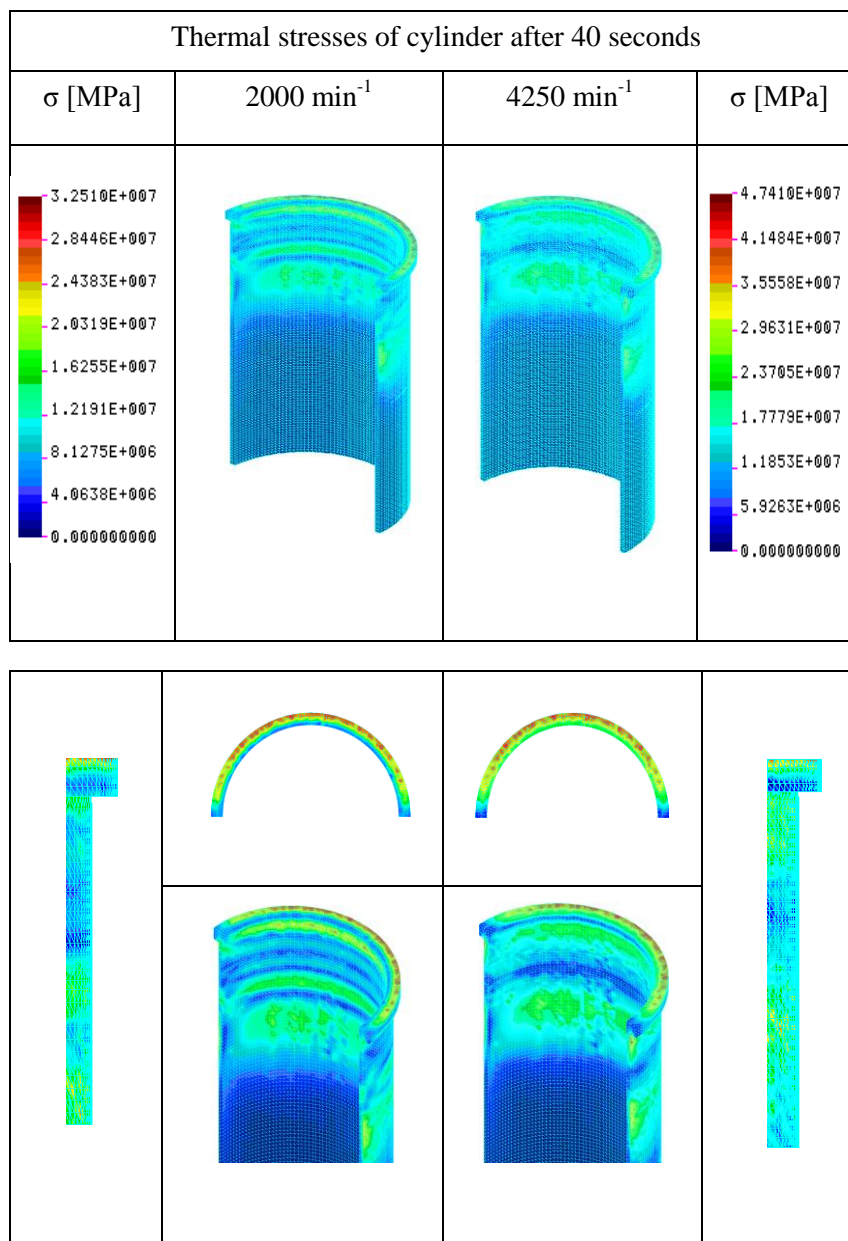 Thermal stresses of cylinder after 40 seconds
σ [MPa] 2000 min⁻¹ 4250 min⁻¹ σ [MPa]
3.2510E+007
2.8446E+007
2.4383E+007
2.0319E+007
1.6255E+007
1.2191E+007
8.1275E+006
4.0638E+006
0.000000000
4.7410E+007
4.1484E+007
3.5558E+007
2.9631E+007
2.3705E+007
1.7779E+007
1.1853E+007
5.9263E+006
0.000000000